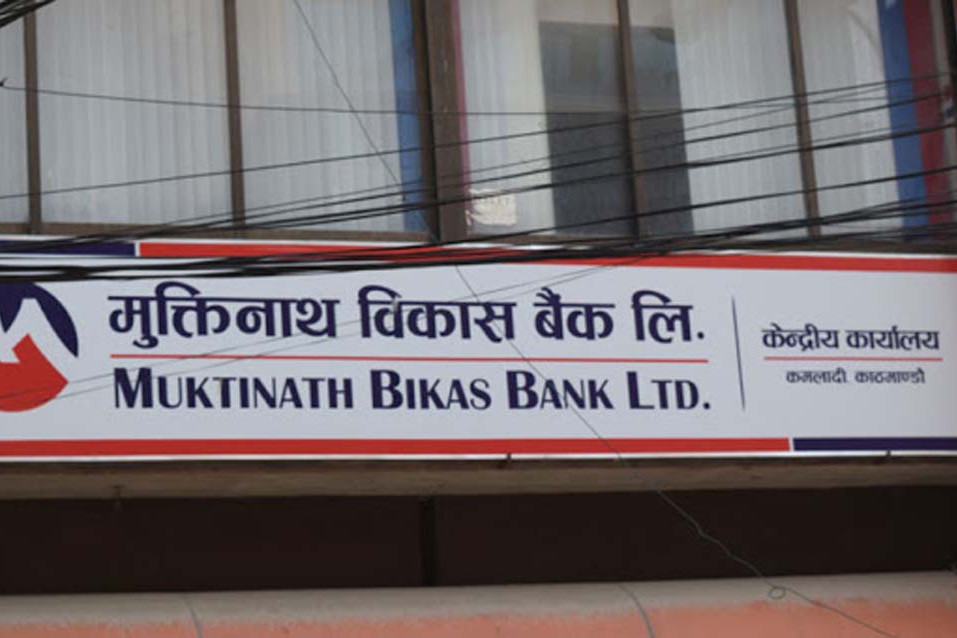 मुक्तिनाथ विकास बैंक लि.
MUKTINATH BIKAS BANK LTD.
केन्द्रीय कार्यालय
कमलादी, काठमाण्डौ